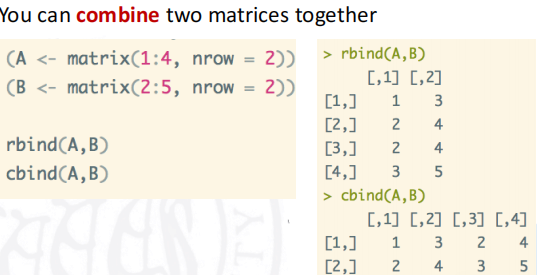 You can combine two matrices together
(A <- matrix(1:4, nrow = 2))
(B <- matrix(2:5, nrow = 2))
rbind(A,B)
cbind(A,B)
> rbind(A,B)
[,1] [,2]
[1,] 1 3
[2,] 2 4
[3,] 2 4
[4,] 3 5
> cbind(A,B)
[,1] [,2] [,3] [,4]
[1,] 1 3 2 4
[2,] 2 4 3 5